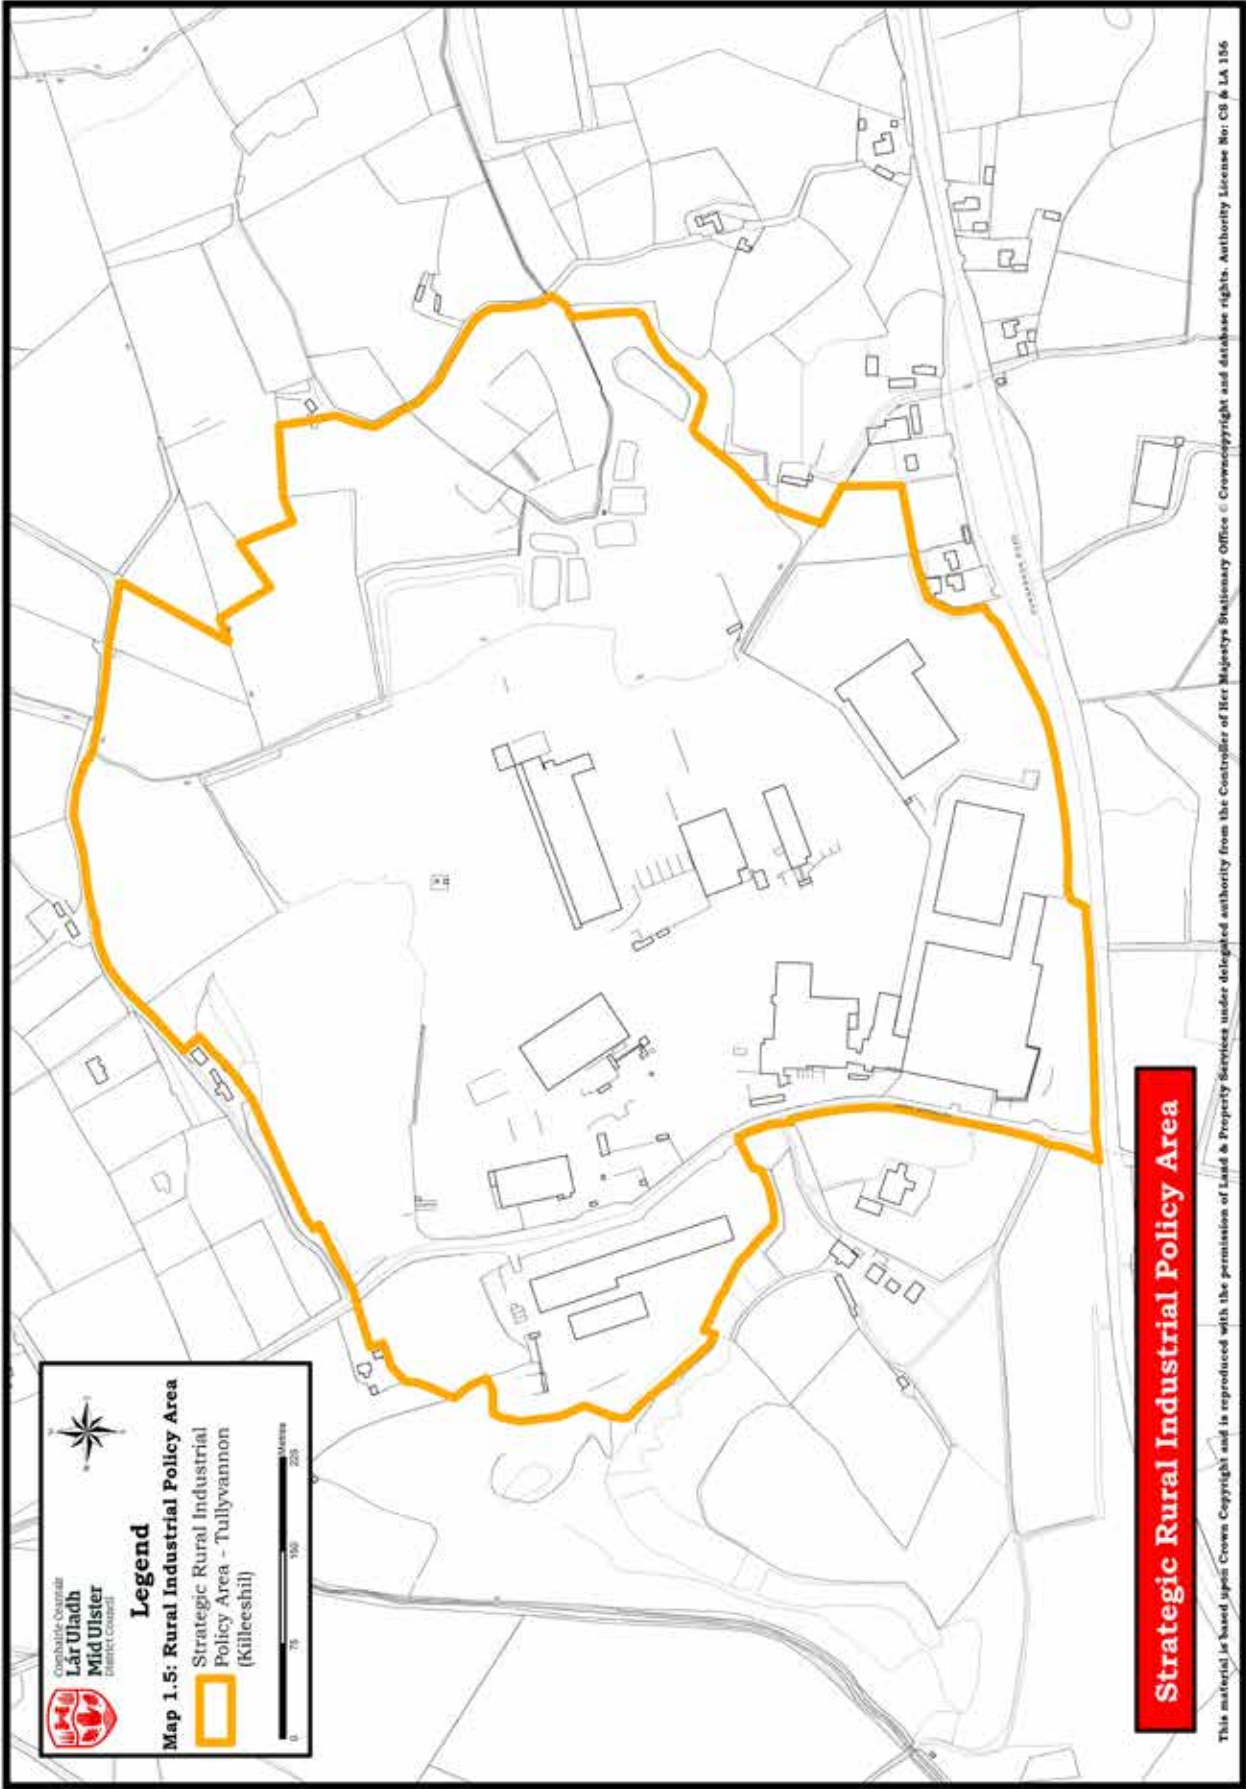 Comhairle Ceantair
Lár Uladh
Mid Ulster
District Council
Legend
Map 1.5: Rural Industrial Policy Area
Strategic Rural Industrial
Policy Area - Tullyvannon
(Killeeshil)
0 75 150 225
Metres
Strategic Rural Industrial Policy Area
This material is based upon Crown Copyright and is reproduced with the permission of Land & Property Services under delegated authority from the Controller of Her Majestys Stationary Office © Crown copyright and database rights. Authority License No: CS & LA 156